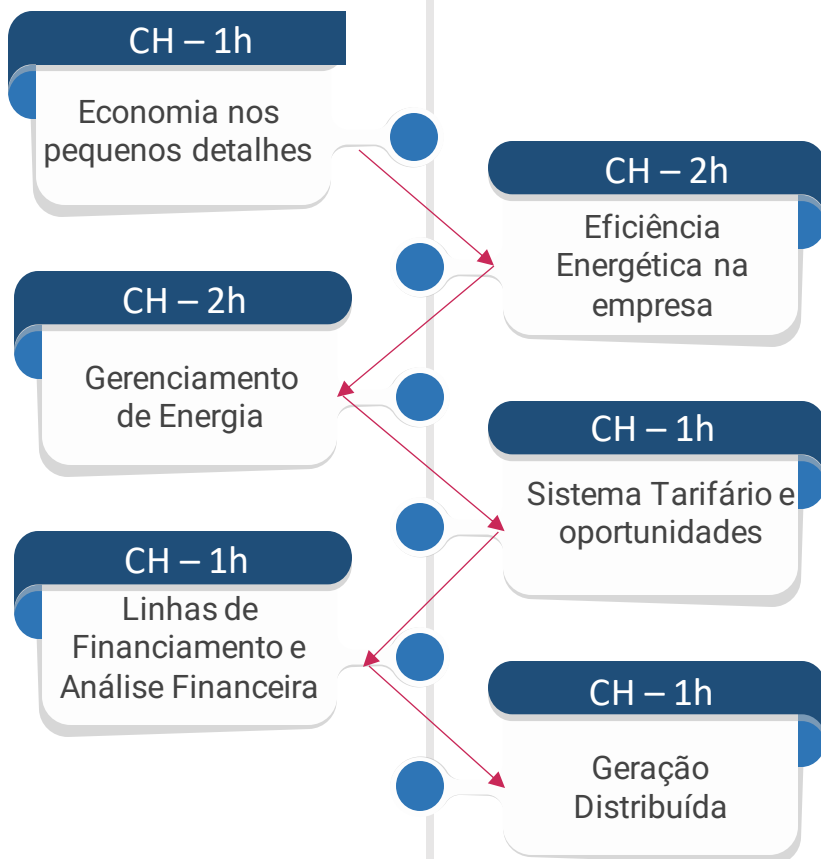 CH – 1h
Economia nos
pequenos detalhes
CH – 2h
Eficiência
Energética na
empresa
CH – 2h
Gerenciamento
de Energia
CH – 1h
Sistema Tarifário e
oportunidades
CH – 1h
Linhas de
Financiamento e
Análise Financeira
CH – 1h
Geração
Distribuída